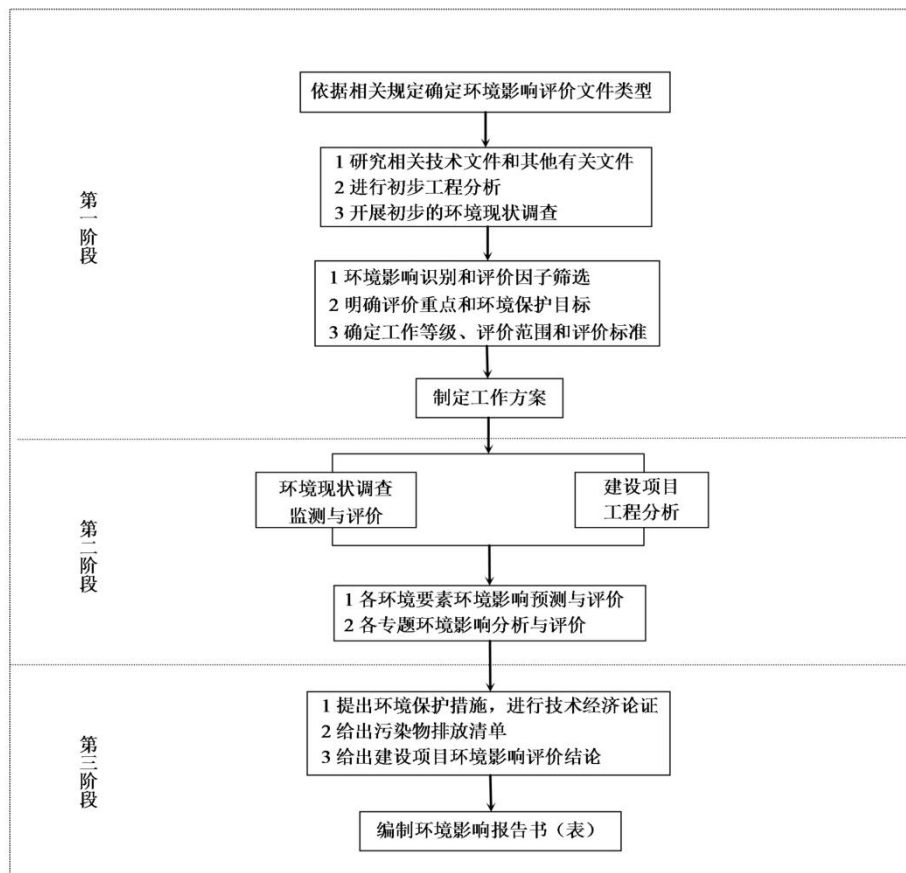 依据相关规定确定环境影响评价文件类型
1 研究相关技术文件和其他有关文件
2 进行初步工程分析
3 开展初步的环境现状调查
第一阶段
1 环境影响识别和评价因子筛选
2 明确评价重点和环境保护目标
3 确定工作等级、评价范围和评价标准
制定工作方案
环境现状调查
监测与评价
建设项目
工程分析
第二阶段
1 各环境要素环境影响预测与评价
2 各专题环境影响分析与评价
1 提出环境保护措施，进行技术经济论证
2 给出污染物排放清单
3 给出建设项目环境影响评价结论
第三阶段
编制环境影响报告书（表）